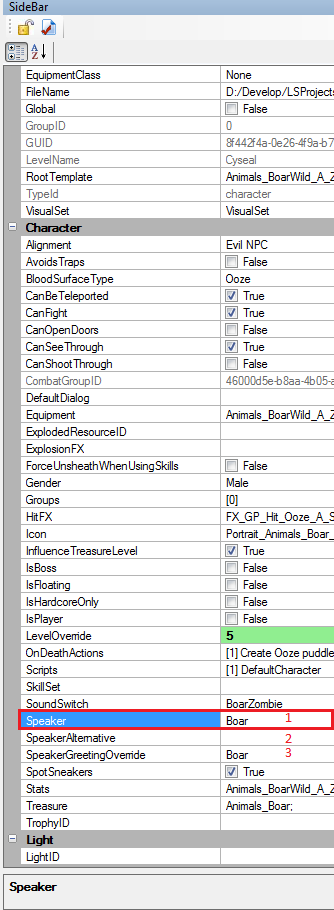 SideBar
A
Z
EquipmentClass None
FileName D:/Develop/LSProjects
Global False
GroupID 0
GUID 8f442f4a-0e26-4f9a-b7
LevelName Cyseal
RootTemplate Animals_BoarWild_A_Z
TypeId character
VisualSet VisualSet
Character
Alignment Evil NPC
AvoidsTraps False
BloodSurfaceType Ooze
CanBeTeleported True
CanFight True
CanOpenDoors False
CanSeeThrough True
CanShootThrough False
CombatGroupID 46000d5e-b8aa-4b05-a
DefaultDialog
Equipment Animals_BoarWild_A_Z
ExplodedResourceID
ExplosionFX
ForceUnsheathWhenUsingSkills False
Gender Male
Groups [0]
HitFX FX_GP_Hit_Ooze_A_S
Icon Portrait_Animals_Boar_
InfluenceTreasureLevel True
IsBoss False
IsFloating False
IsHardcoreOnly False
IsPlayer False
LevelOverride 5
OnDeathActions [1] Create Ooze puddle
Scripts [1] DefaultCharacter
SkillSet
SoundSwitch BoarZombie
Speaker Boar 1
SpeakerAlternative 2
SpeakerGreetingOverride Boar 3
SpotSneakers True
Stats Animals_BoarWild_A_Z
Treasure Animals_Boar;
TrophyID
Light
LightID
Speaker